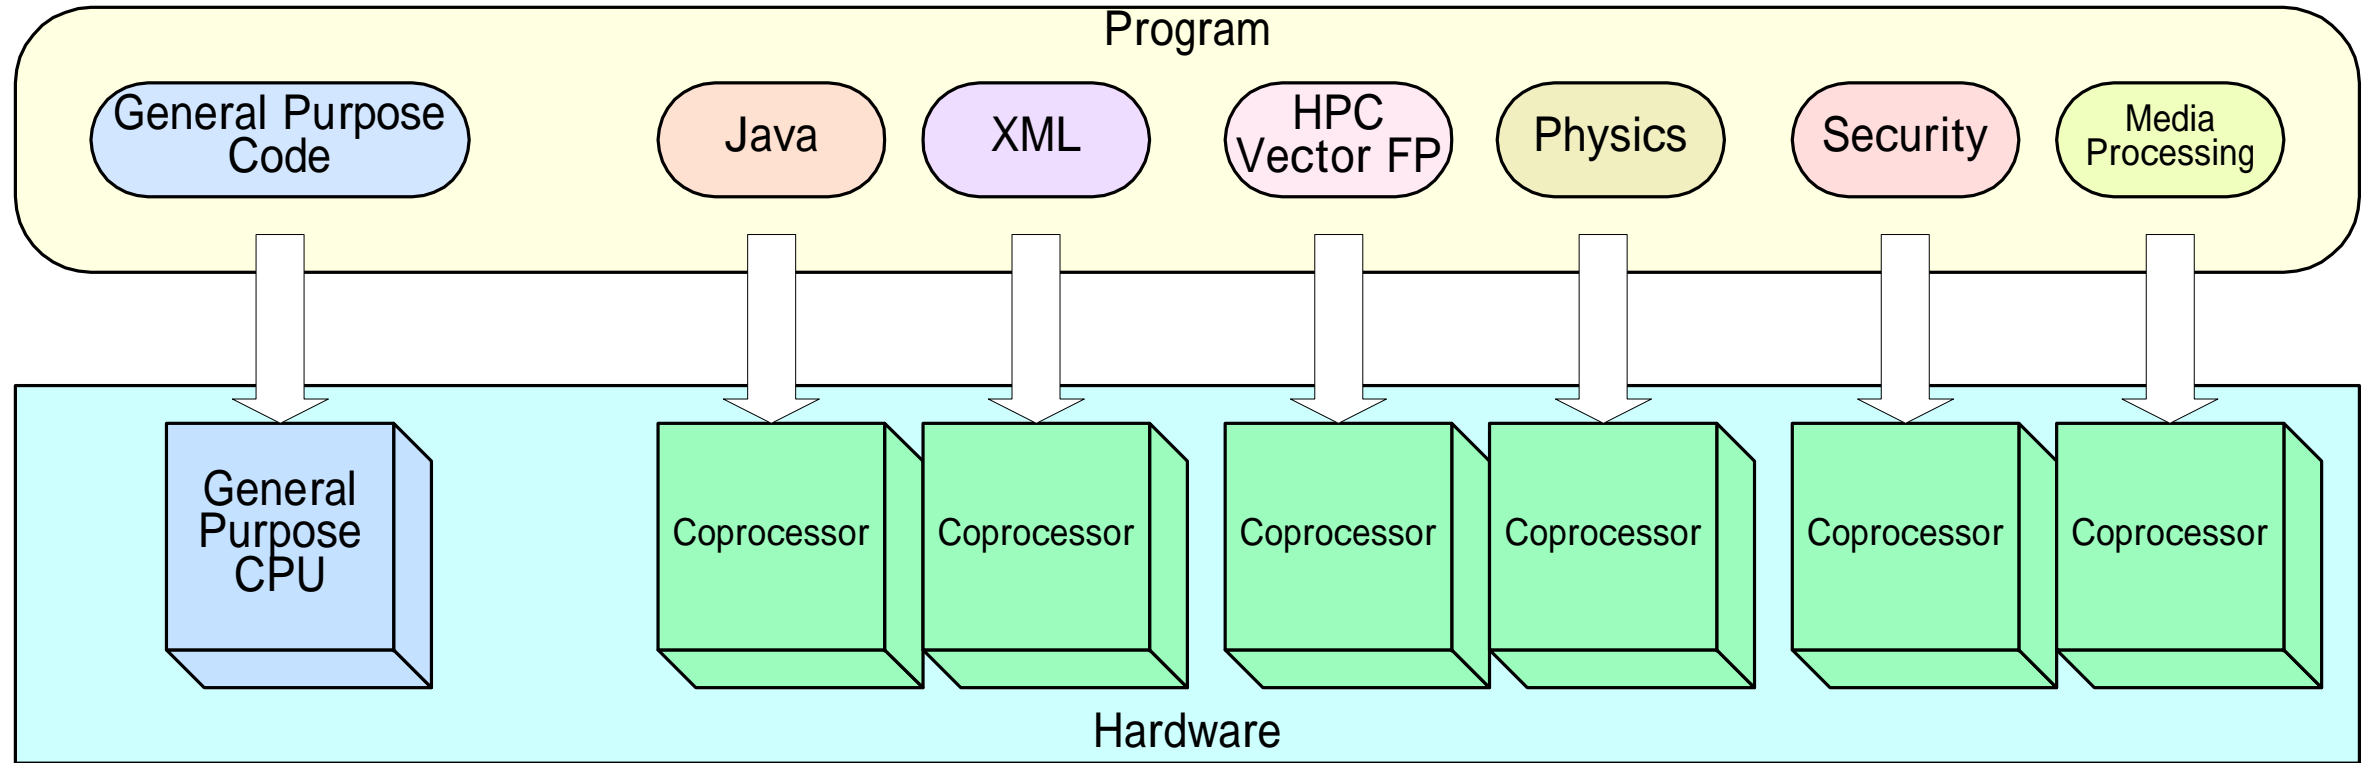 Program
General Purpose
Code
Java
XML
HPC
Vector FP
Physics
Security
Media
Processing
General
Purpose
CPU
Coprocessor
Coprocessor
Coprocessor
Coprocessor
Coprocessor
Coprocessor
Hardware